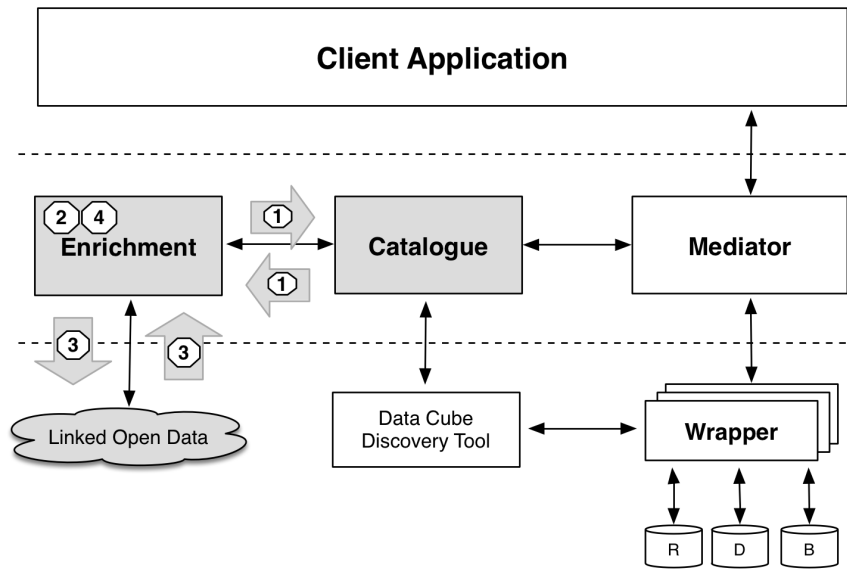 Client Application
2 4
1
Enrichment
Catalogue
Mediator
1
3
3
Linked Open Data
Data Cube
Discovery Tool
Wrapper
R
D
B